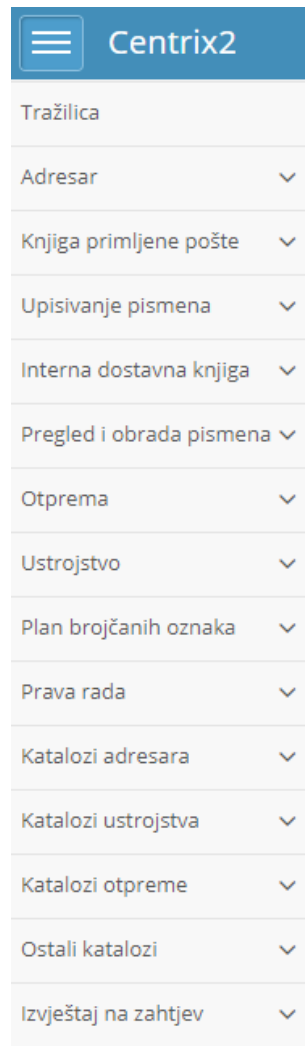 Centrix2
Tražilica
Adresar
Knjiga primljene pošte
Upisivanje pismena
Interna dostavna knjiga
Pregled i obrada pismena
Otprema
Ustrojstvo
Plan brojčanih oznaka
Prava rada
Katalozi adresara
Katalozi ustrojstva
Katalozi otpreme
Ostali katalozi
Izvještaj na zahtjev